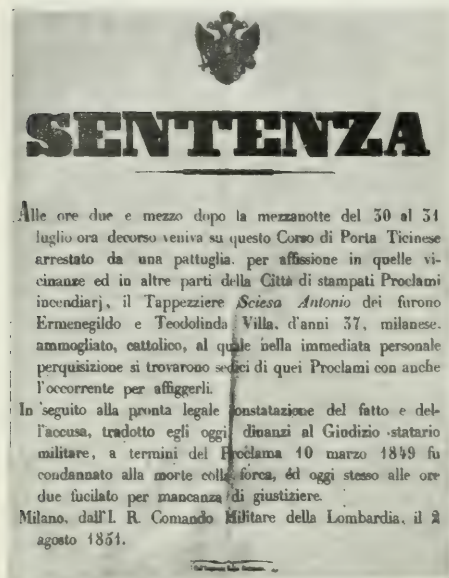 SENTENZA
Alle ore due e mezzo dopo la mezzanotte del 30 al 31
luglio ora decorso veniva su questo Corso di Porta Ticinese
arrestato da una pattuglia, per affissione in quelle vi-
cinanze ed in altre parti della Città di stampati Proclami
incendiarj, il Tappezziere Sciesa Antonio dei furono
Ermenegildo e Teodolinda Villa, d'anni 37, milanese,
ammogliato, cattolico, al quale nella immediata personale
perquisizione si trovarono sedici di quei Proclami con anche
l'occorrente per affiggerli.
In seguito alla pronta legale constatazione del fatto e del-
l'accusa, tradotto egli oggi dinanzi al Giudizio statario
militare, a termini del Proclama 10 marzo 1849 fu
condannato alla morte colla forca, ed oggi stesso alle ore
due fucilato per mancanza di giustiziere.
Milano, dall'I. R. Comando Militare della Lombardia, il 2
agosto 1851.